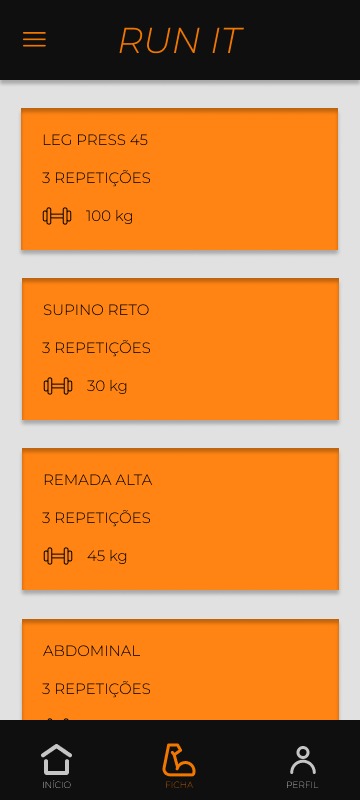 RUN IT
LEG PRESS 45
3 REPETIÇÕES
100 kg
SUPINO RETO
3 REPETIÇÕES
30 kg
REMADA ALTA
3 REPETIÇÕES
45 kg
ABDOMINAL
3 REPETIÇÕES
INÍCIO FICHA PERFIL